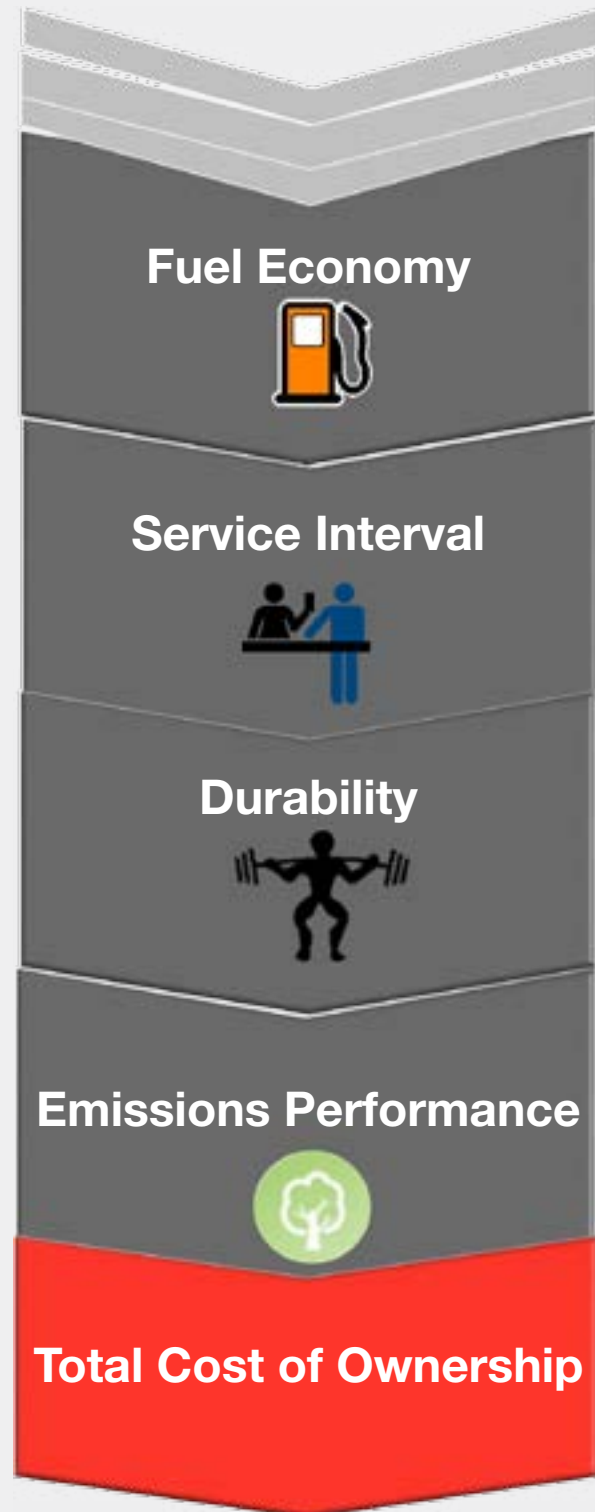 Fuel Economy
Service Interval
Durability
Emissions Performance
Total Cost of Ownership